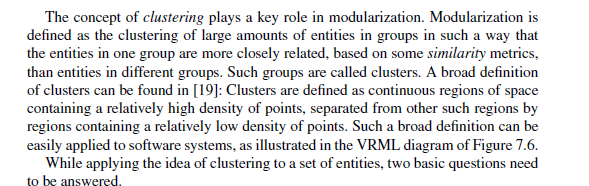 The concept of clustering plays a key role in modularization. Modularization is
defined as the clustering of large amounts of entities in groups in such a way that
the entities in one group are more closely related, based on some similarity metrics,
than entities in different groups. Such groups are called clusters. A broad definition
of clusters can be found in [19]: Clusters are defined as continuous regions of space
containing a relatively high density of points, separated from other such regions by
regions containing a relatively low density of points. Such a broad definition can be
easily applied to software systems, as illustrated in the VRML diagram of Figure 7.6.
While applying the idea of clustering to a set of entities, two basic questions need
to be answered.